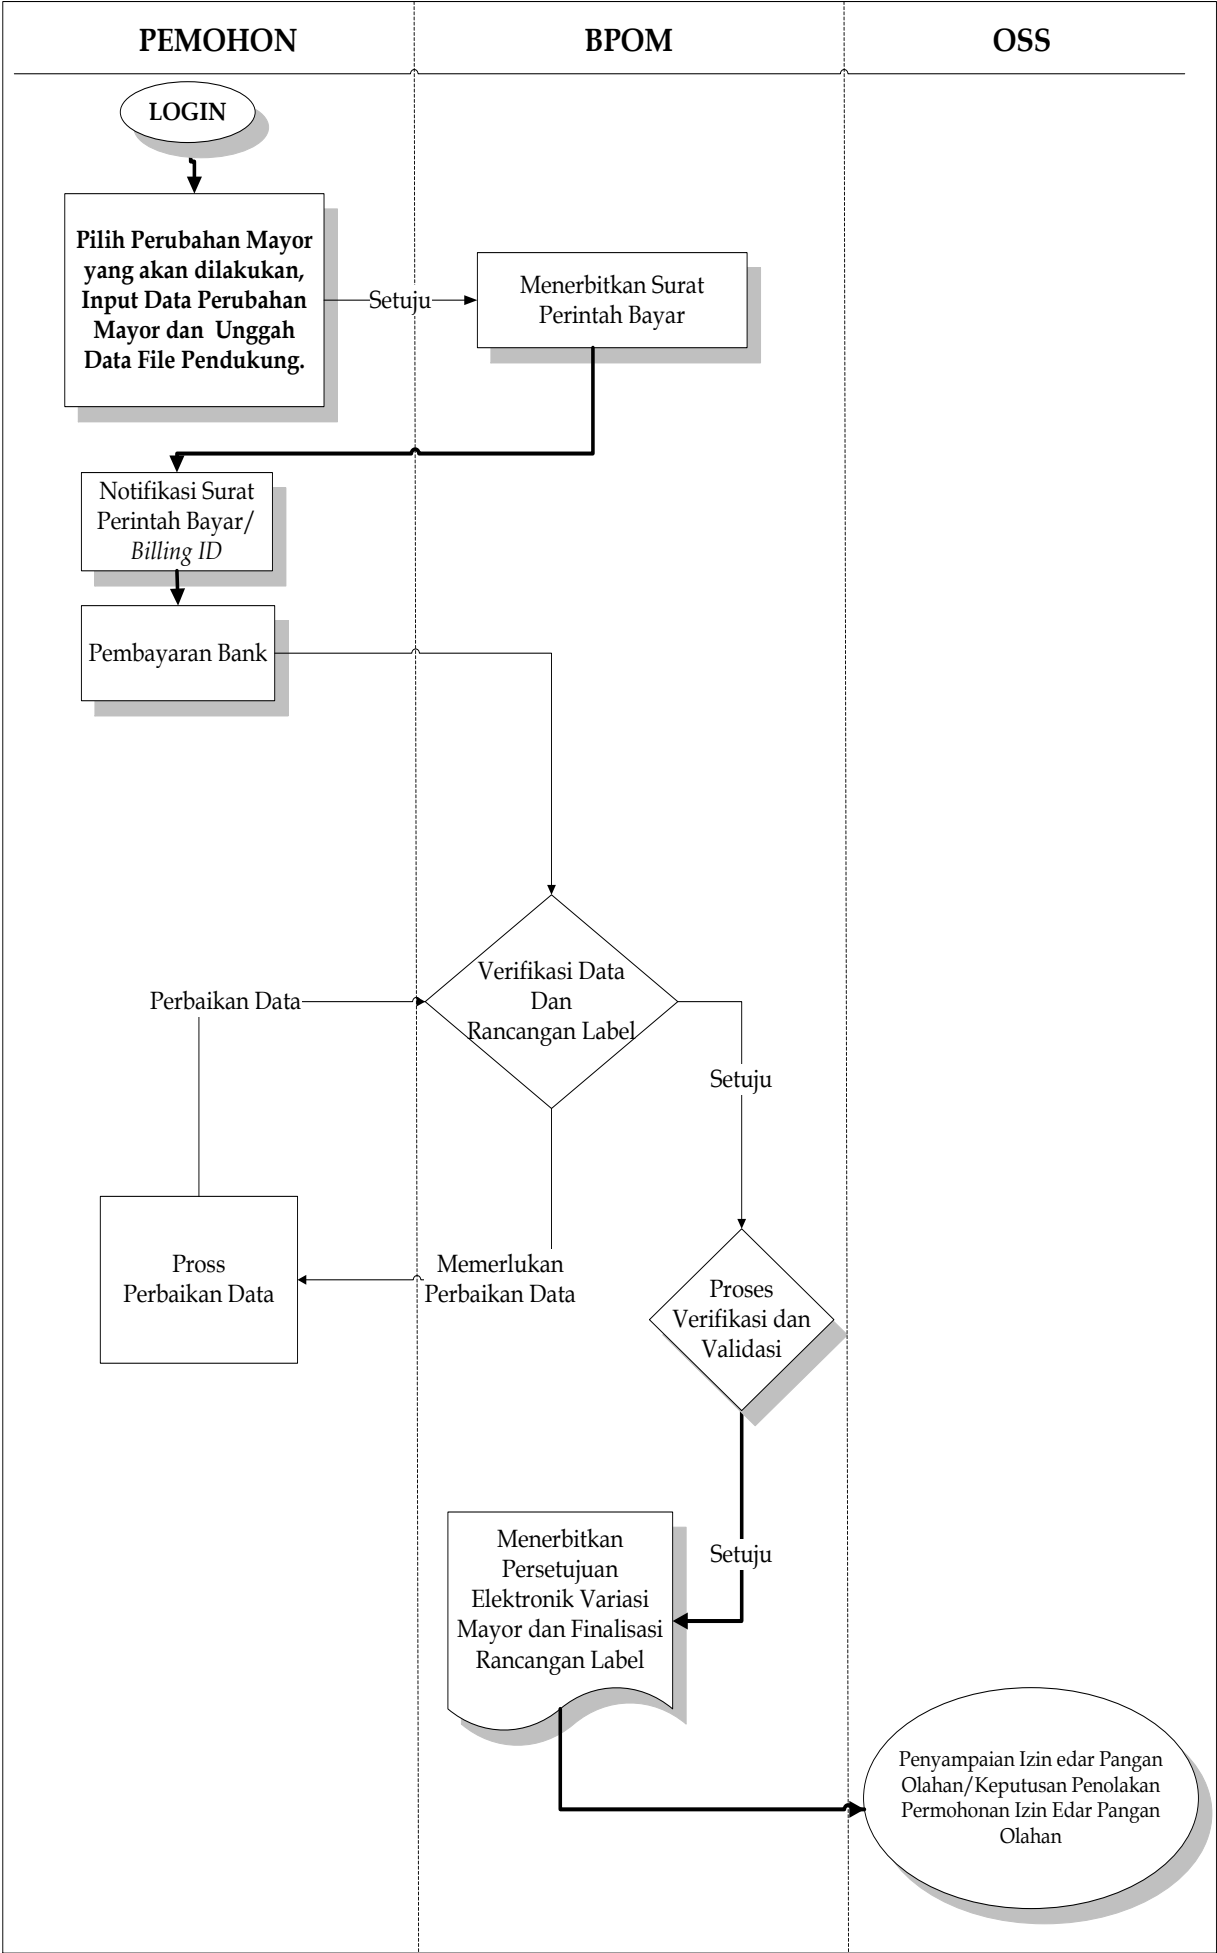 PEMOHON
BPOM
OSS
LOGIN
Pilih Perubahan Mayor
yang akan dilakukan,
Input Data Perubahan
Mayor dan Unggah
Data File Pendukung.
Setuju
Menerbitkan Surat
Perintah Bayar
Notifikasi Surat
Perintah Bayar/
Billing ID
Pembayaran Bank
Verifikasi Data
Dan
Rancangan Label
Perbaikan Data
Setuju
Pross
Perbaikan Data
Memerlukan
Perbaikan Data
Proses
Verifikasi dan
Validasi
Setuju
Menerbitkan
Persetujuan
Elektronik Variasi
Mayor dan Finalisasi
Rancangan Label
Penyampaian Izin edar Pangan
Olahan/Keputusan Penolakan
Permohonan Izin Edar Pangan
Olahan